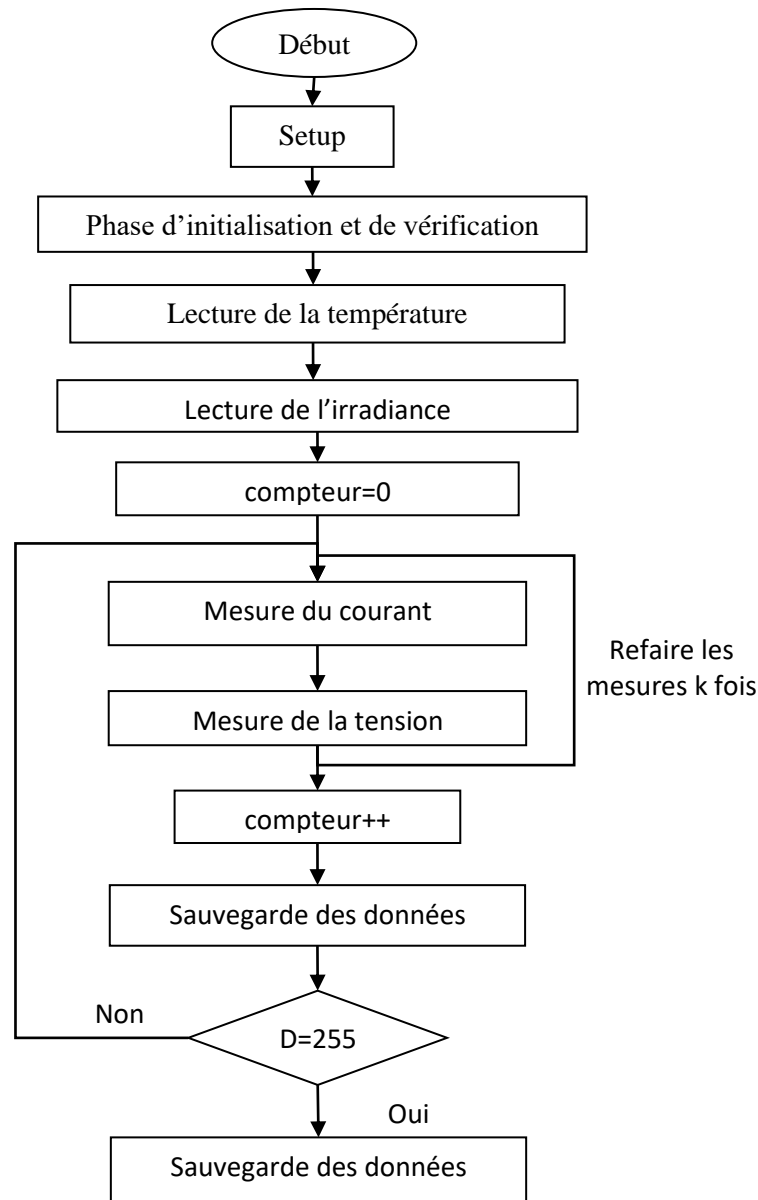 Début
Setup
Phase d’initialisation et de vérification
Lecture de la température
Lecture de l’irradiance
compteur=0
Mesure du courant
Refaire les
mesures k fois
Mesure de la tension
compteur++
Sauvegarde des données
Non
D=255
Oui
Sauvegarde des données